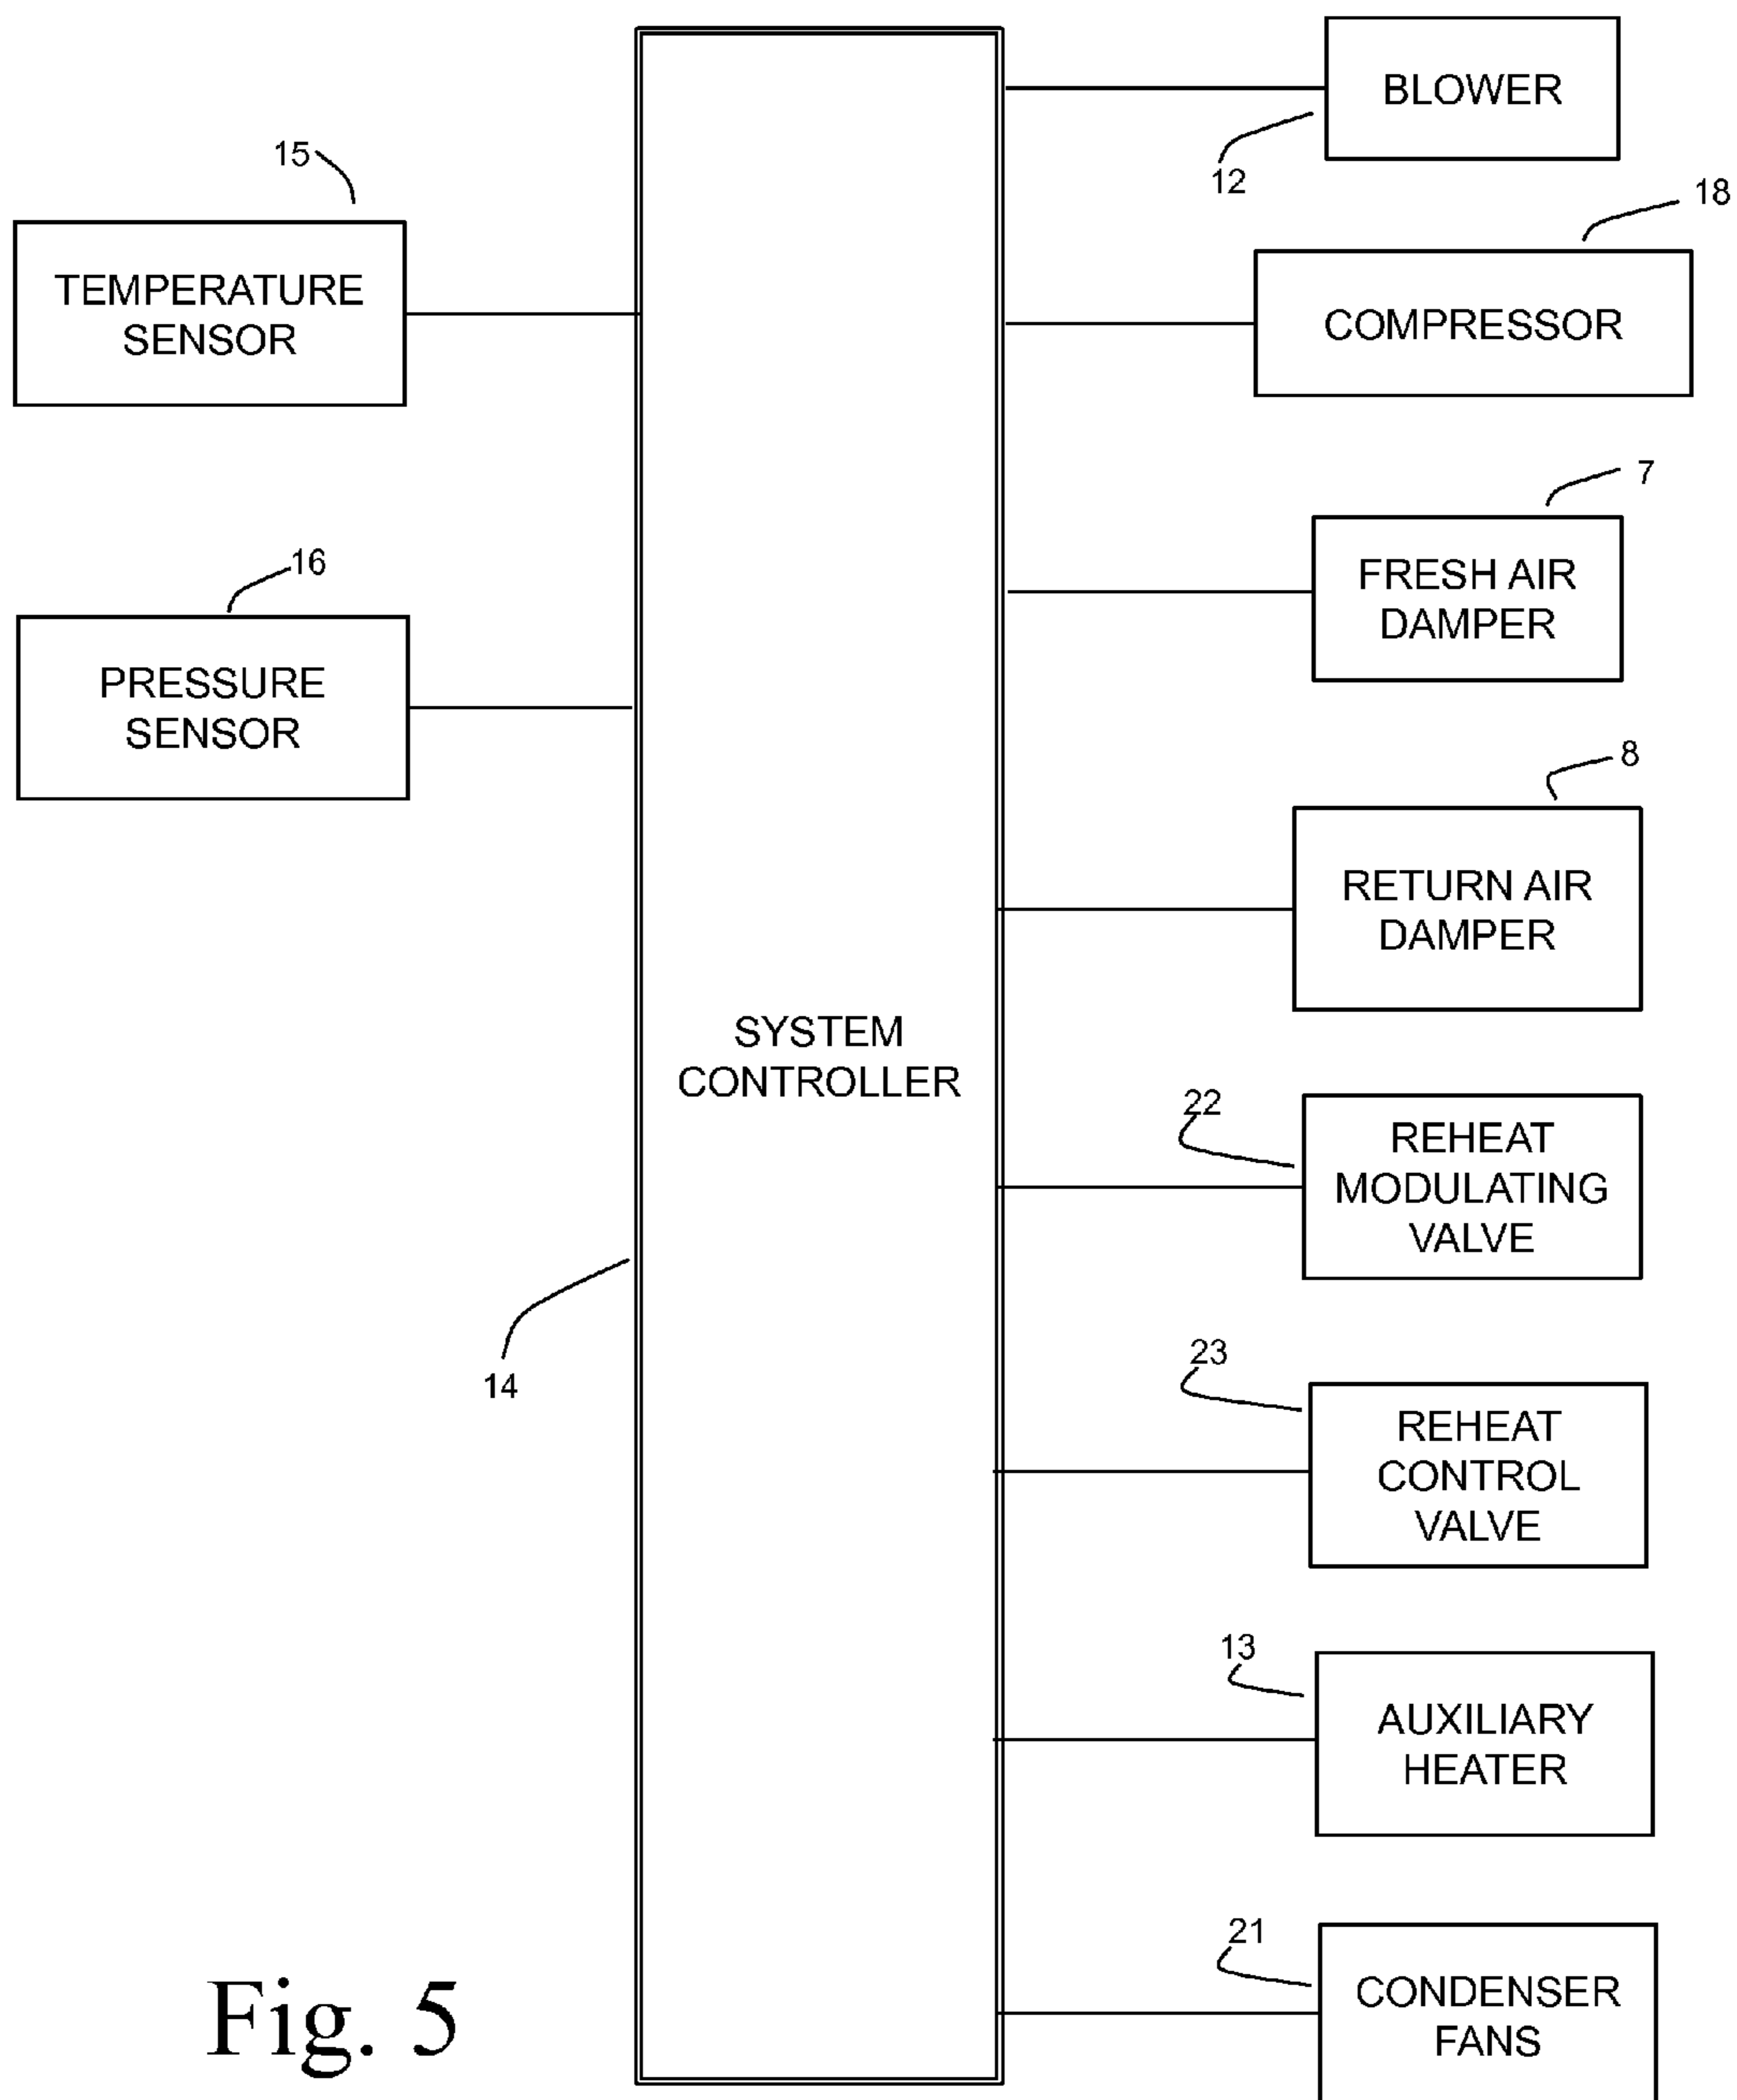 BLOWER
12
15
18
TEMPERATURE
SENSOR
COMPRESSOR
7
16
FRESH AIR
DAMPER
PRESSURE
SENSOR
8
RETURN AIR
DAMPER
SYSTEM
CONTROLLER
22
REHEAT
MODULATING
VALVE
14
23
REHEAT
CONTROL
VALVE
13
AUXILIARY
HEATER
21
CONDENSER
FANS
Fig. 5